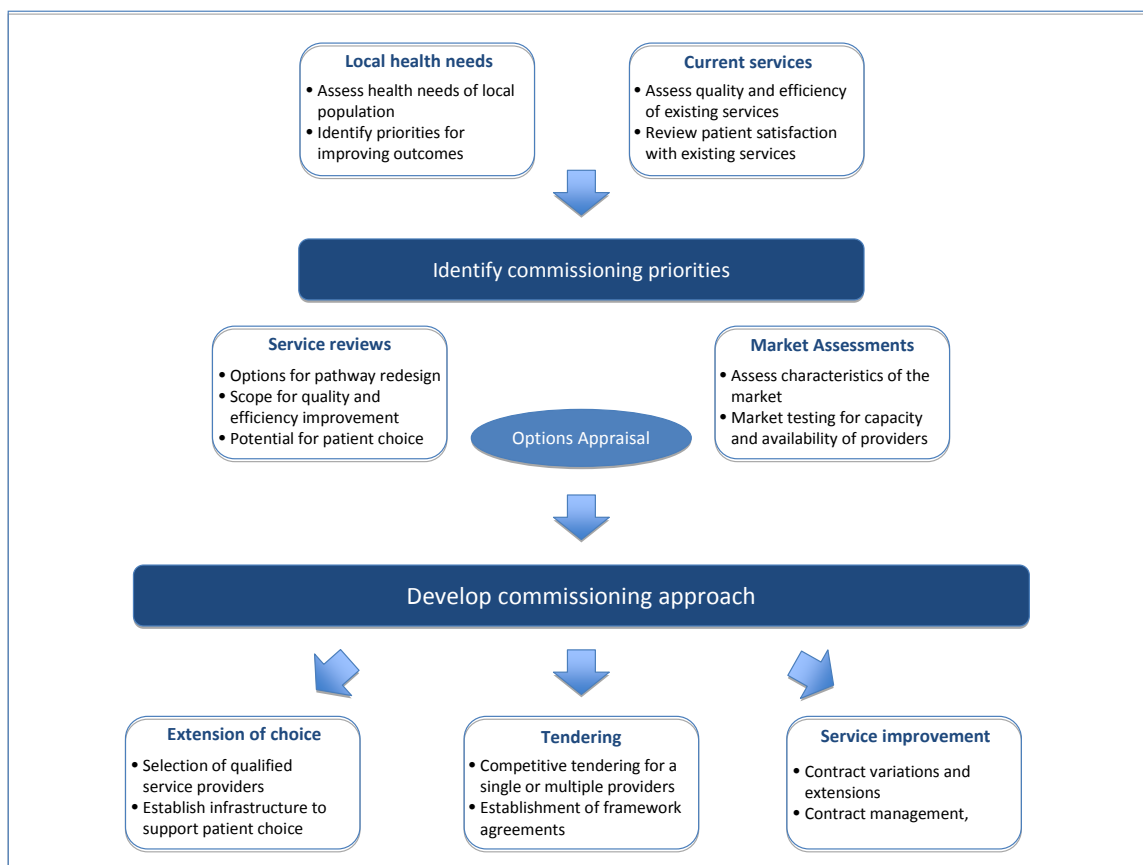 Local health needs
• Assess health needs of local
population
• Identify priorities for
improving outcomes
Current services
• Assess quality and efficiency
of existing services
• Review patient satisfaction
with existing services
Identify commissioning priorities
Service reviews
• Options for pathway redesign
• Scope for quality and
efficiency improvement
• Potential for patient choice
Market Assessments
• Assess characteristics of the
market
• Market testing for capacity
and availability of providers
Options Appraisal
Develop commissioning approach
Extension of choice
• Selection of qualified
service providers
• Establish infrastructure to
support patient choice
Tendering
• Competitive tendering for a
single or multiple providers
• Establishment of framework
agreements
Service improvement
• Contract variations and
extensions
• Contract management,